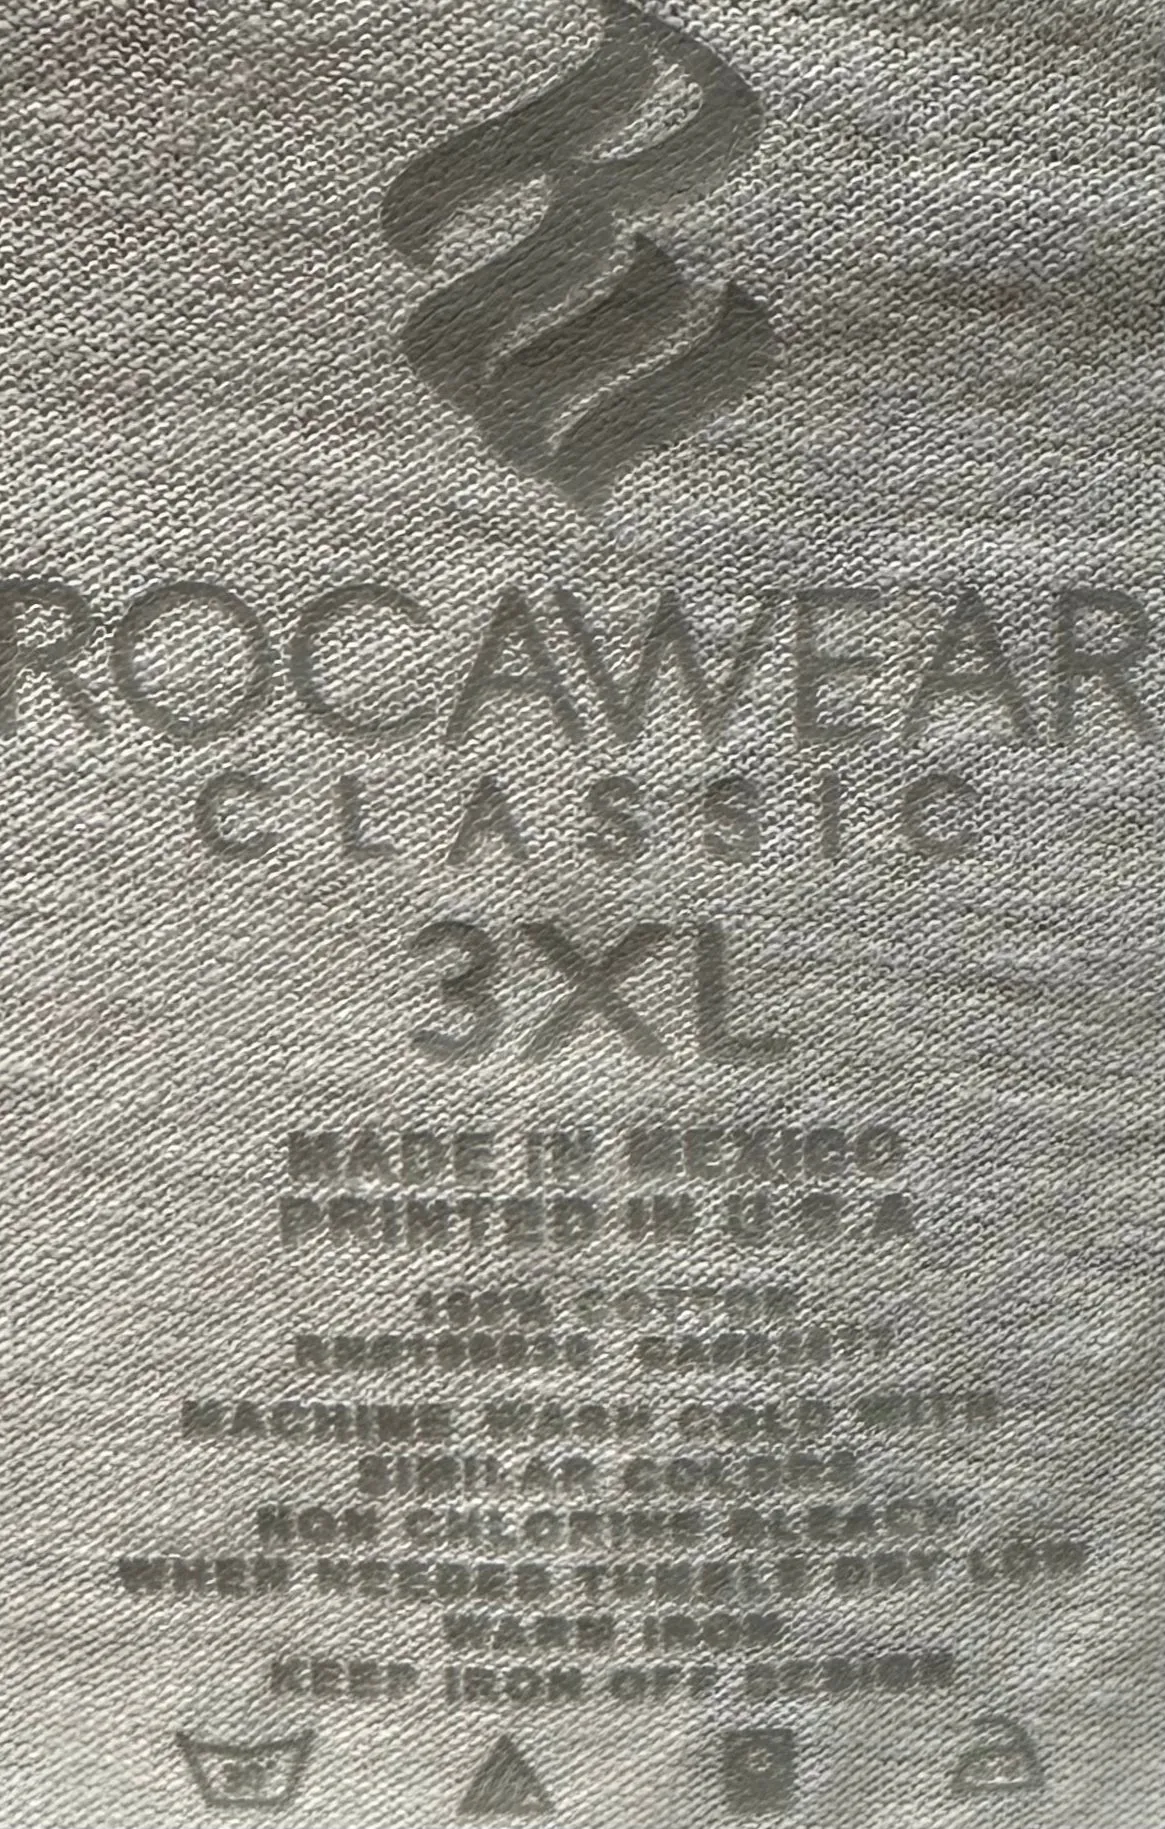 ROCAWEAR
CLASSIC
3XL
MADE IN MEXICO
PRINTED IN U.S.A
100% COTTON
MACHINE WASH COLD WITH
SIMILAR COLORS
NON CHLORINE BLEACH
WHEN NEEDED TUMBLE DRY LOW
WARM IRON
KEEP IRON OFF DESIGN